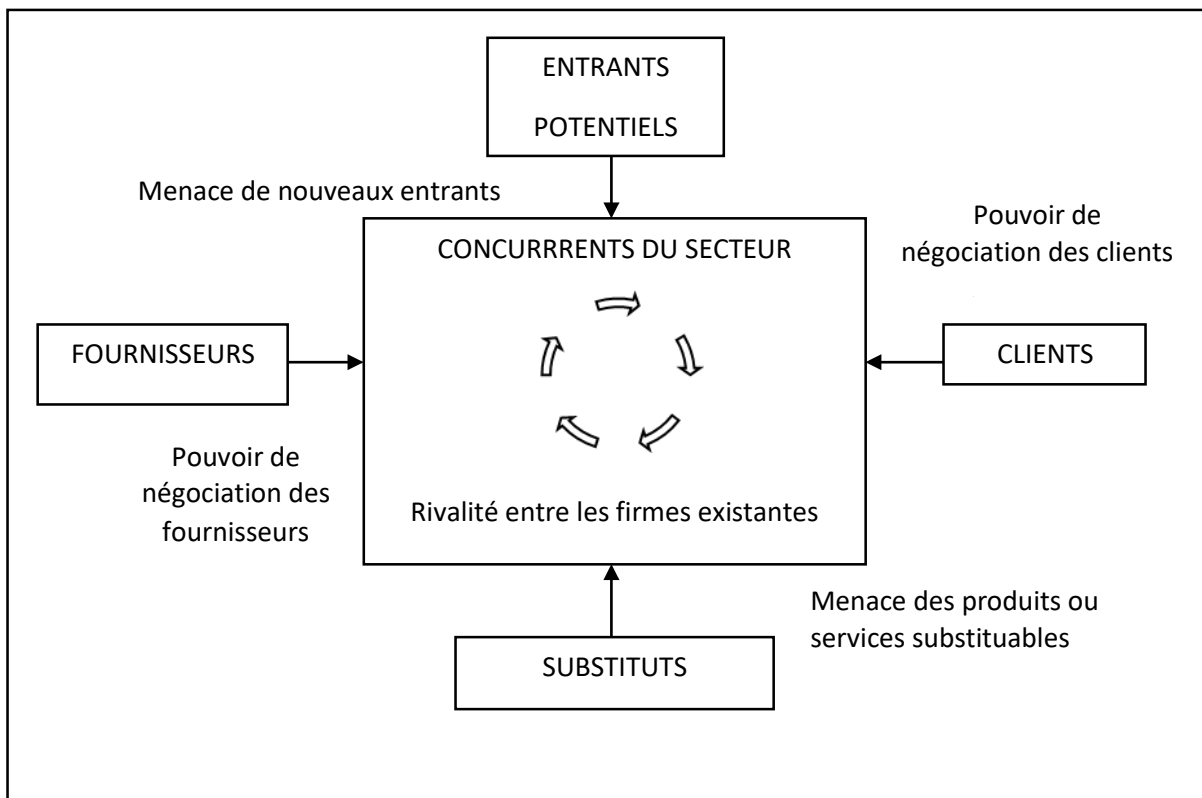 ENTRANTS
POTENTIELS
Menace de nouveaux entrants
Pouvoir de
négociation des clients
CONCURRRENTS DU SECTEUR
FOURNISSEURS
CLIENTS
Pouvoir de
négociation des
fournisseurs
Rivalité entre les firmes existantes
Menace des produits ou
services substituables
SUBSTITUTS